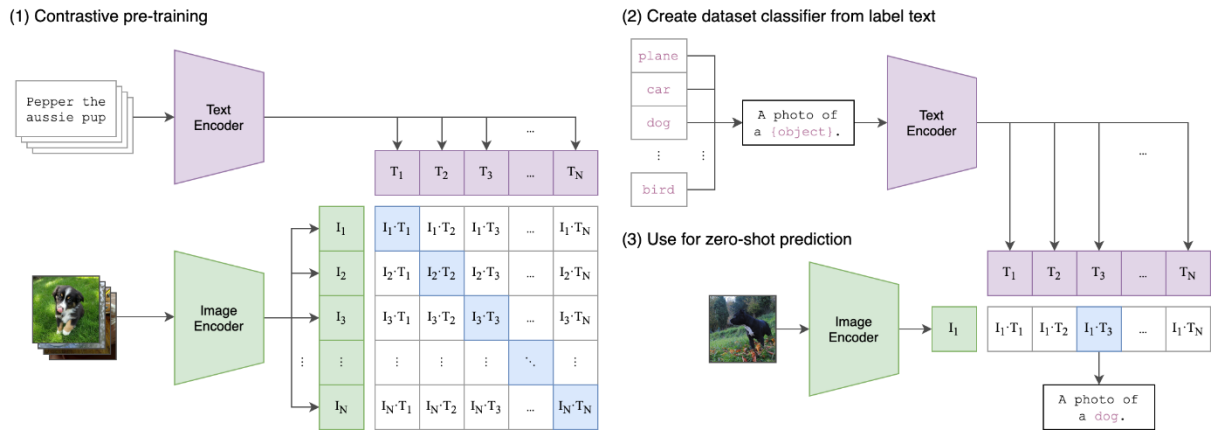 (1) Contrastive pre-training
Pepper the
aussie pup
Text
Encoder
...
T1 T2 T3 ... TN
I1 I1·T1 I1·T2 I1·T3 ... I1·TN
I2 I2·T1 I2·T2 I2·T3 ... I2·TN
Image
Encoder
I3 I3·T1 I3·T2 I3·T3 ... I3·TN
⋮ ⋮ ⋮ ⋮ ⋮ ⋱ ⋮
IN IN·T1 IN·T2 IN·T3 ... IN·TN
(2) Create dataset classifier from label text
plane
car
dog
⋮ ⋮
bird
A photo of
a {object}.
Text
Encoder
...
(3) Use for zero-shot prediction
T1 T2 T3 ... TN
Image
Encoder
I1 I1·T1 I1·T2 I1·T3 ... I1·TN
A photo of
a dog.